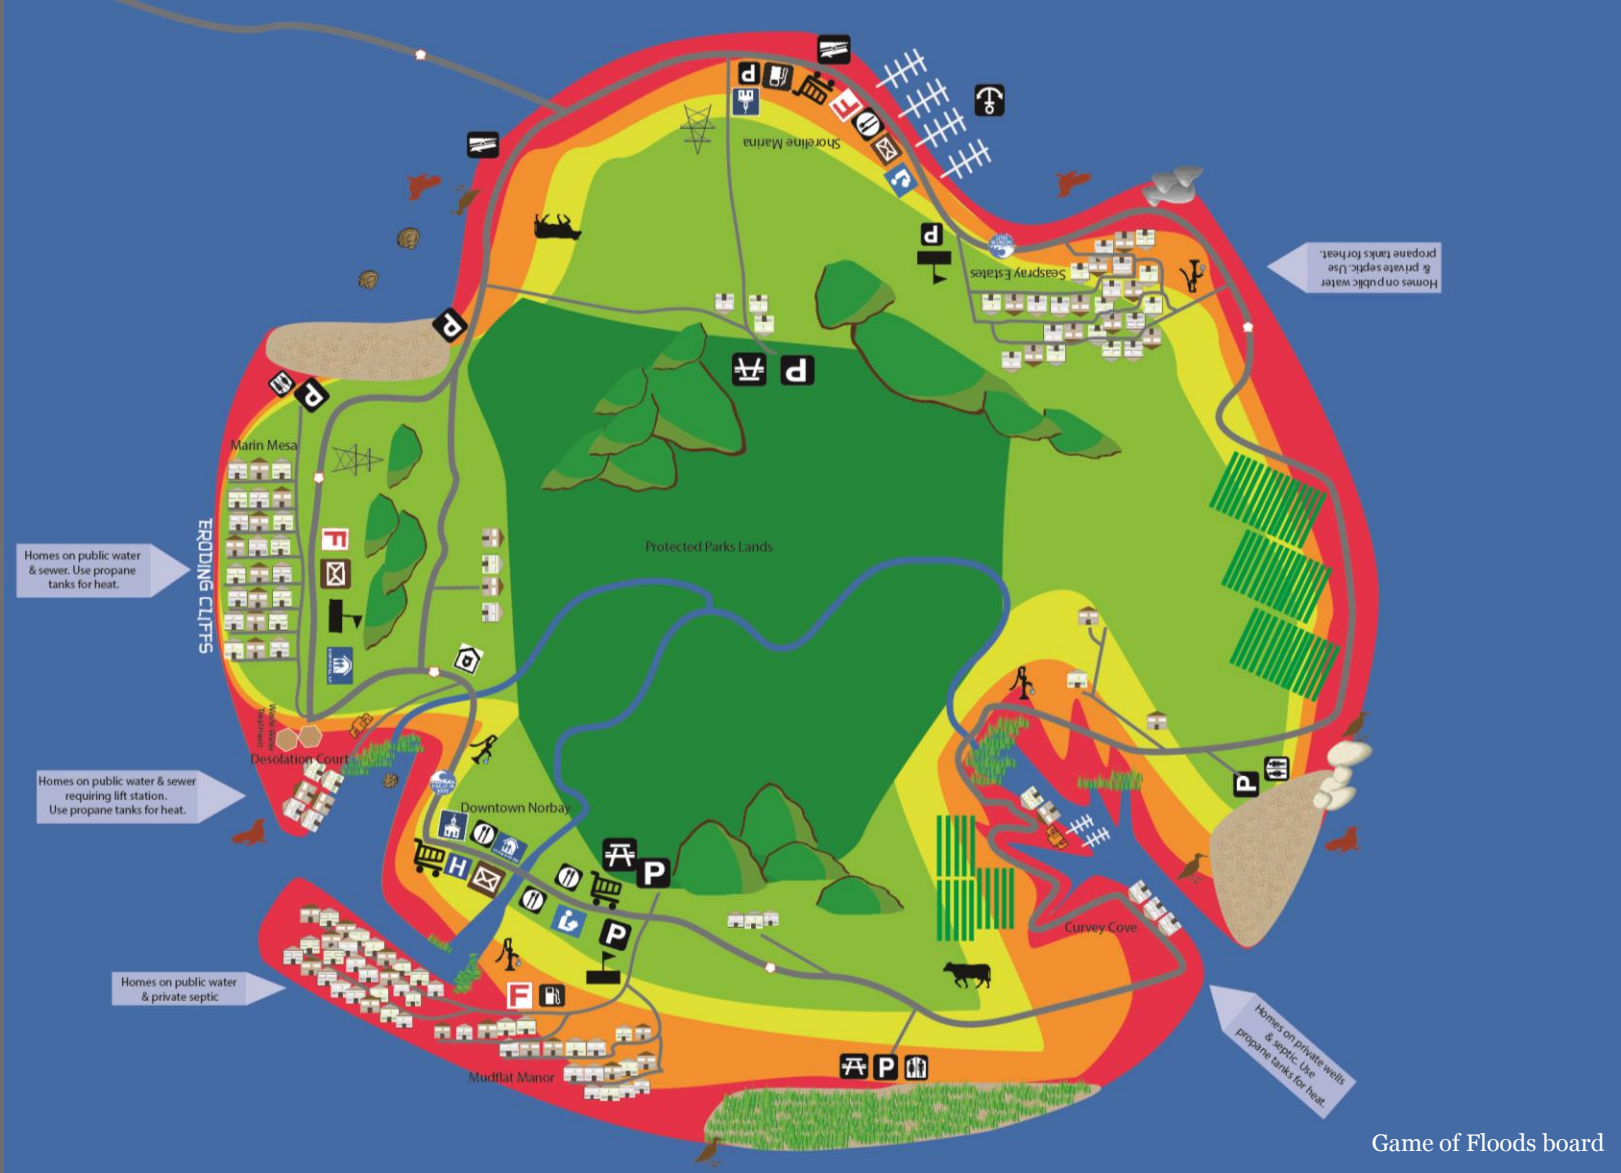 P
F
Shoreline Marina
P
Seaspray Estates
Homes on public water
& private septic. Use
propane tanks for heat.
P
P
P
Marin Mesa
ERODING CLIFFS
F
Homes on public water
& sewer. Use propane
tanks for heat.
Protected Parks Lands
Waste Water
Treatment
Desolation Court
Homes on public water & sewer
requiring lift station.
Use propane tanks for heat.
Downtown Norbay
H
P
P
P
Curvey Cove
Homes on public water
& private septic
F
Mudflat Manor
P
Homes on private wells
& septic. Use
propane tanks for heat.
Game of Floods board